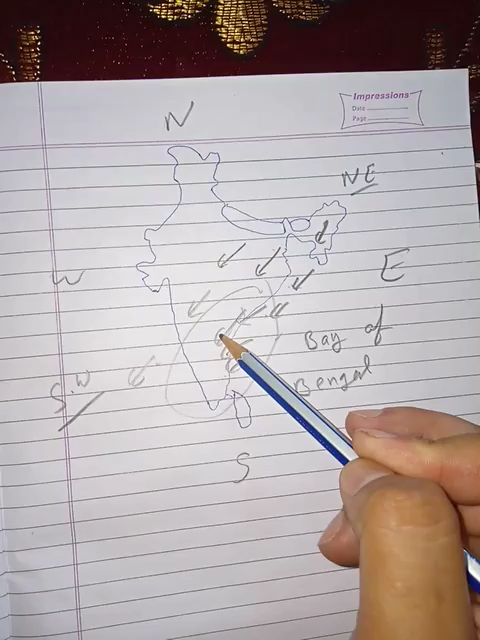 Impressions
Date
Page
N
NE
W
E
Bay of
Bengal
S.W
S